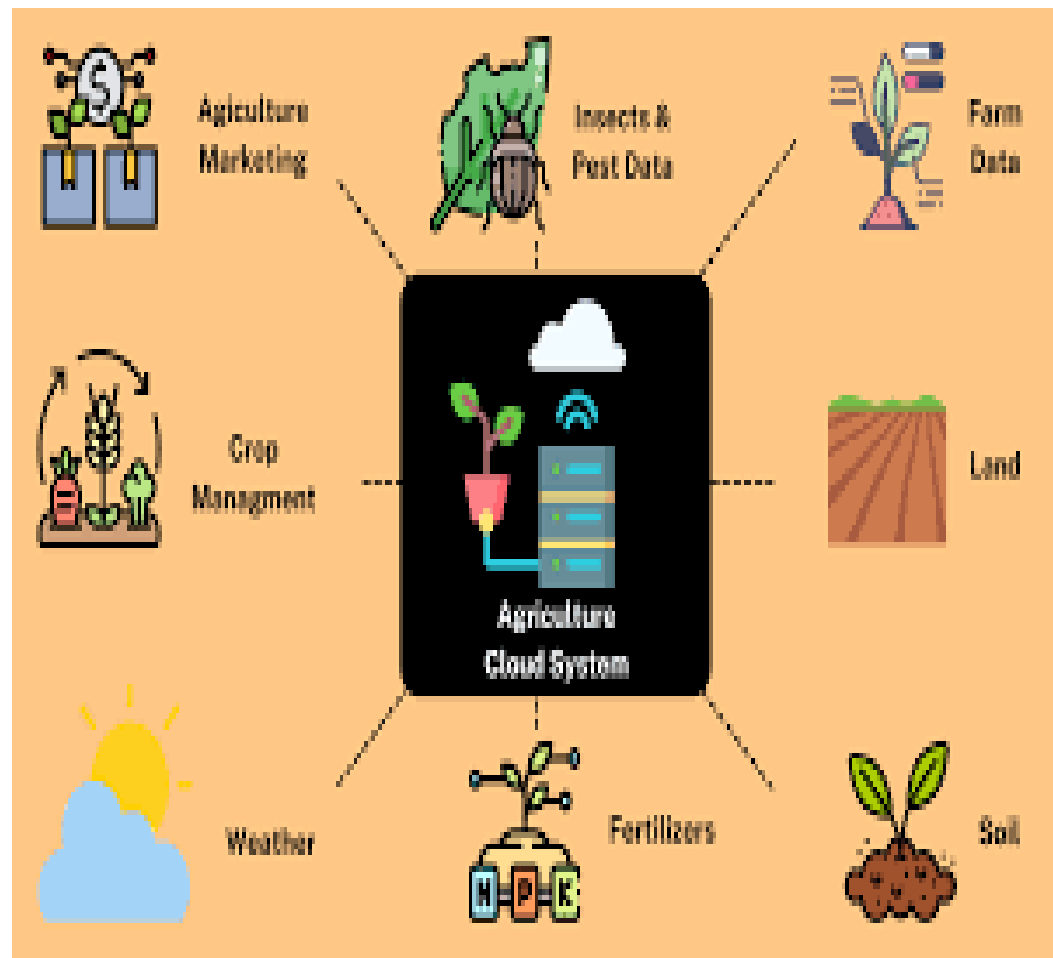 Agiculture
Marketing
Insects &
Pest Data
Farm
Data
Crop
Managment
Land
Agriculture
Cloud System
Weather
Fertilizers
N P K
Soil